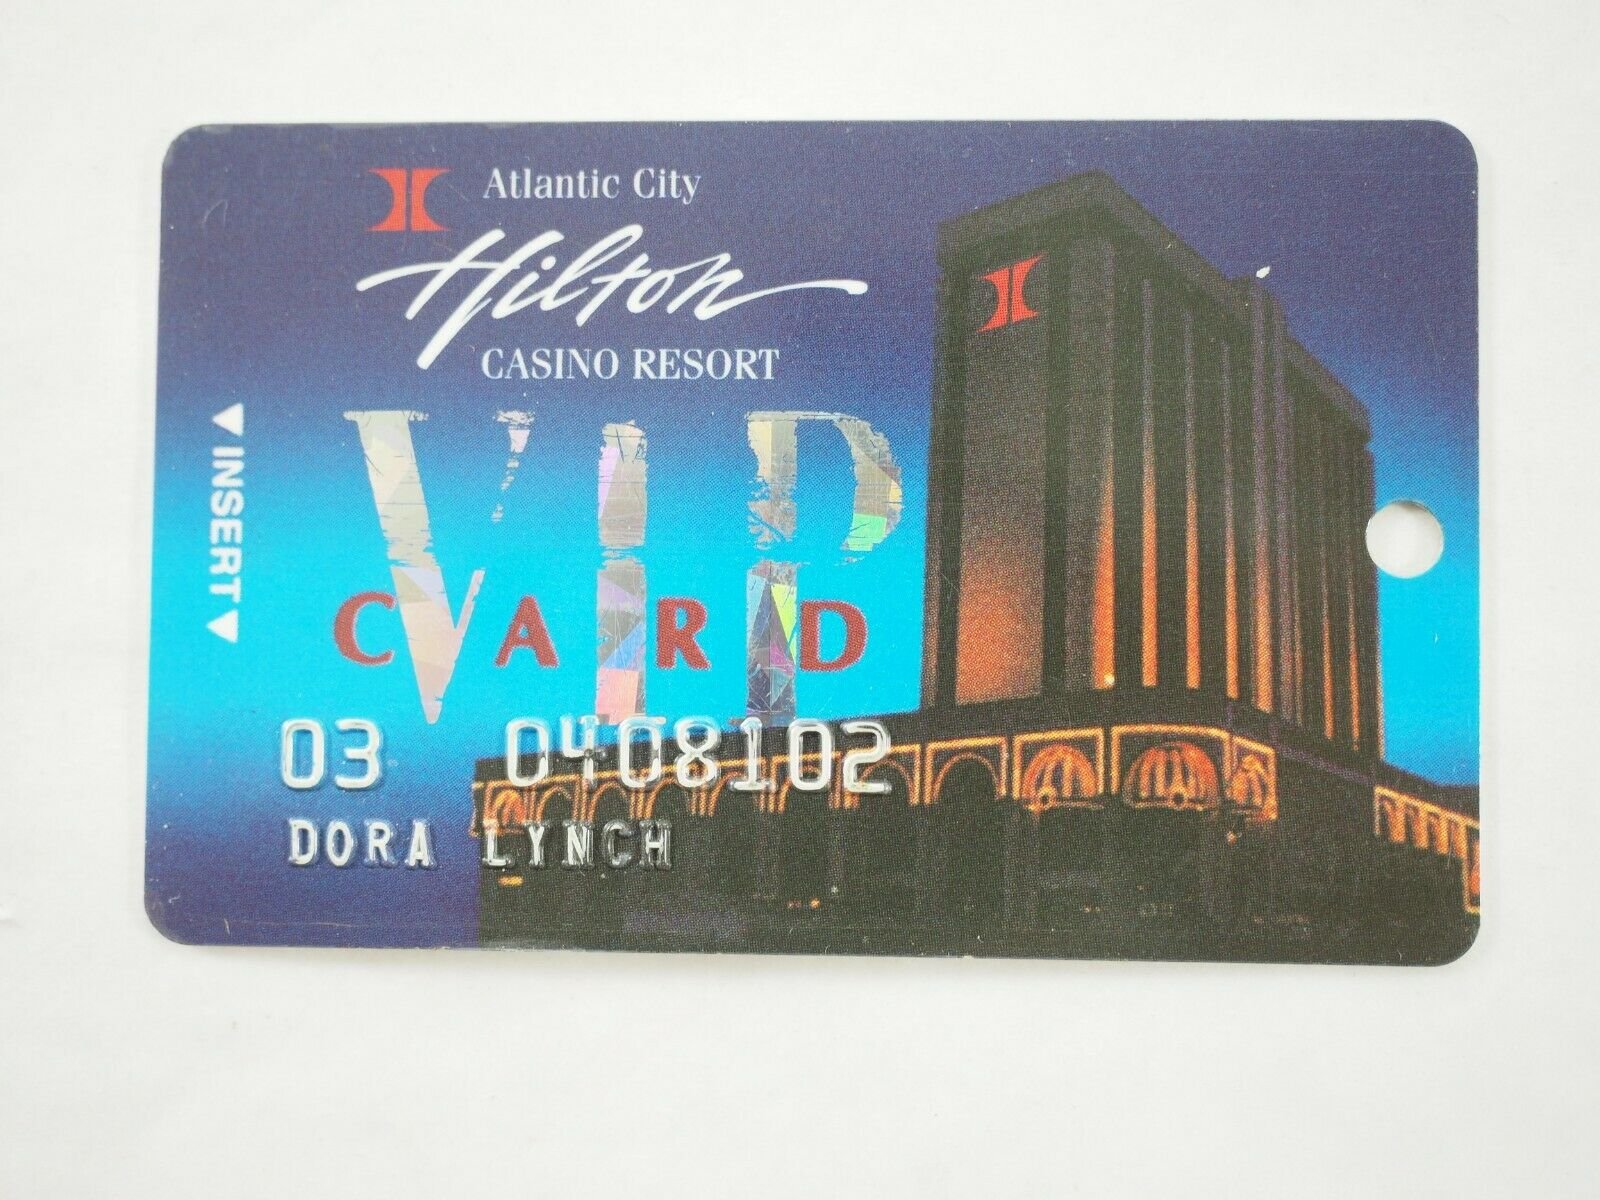 Atlantic City
Hilton
CASINO RESORT
VIP
CARD
INSERT
03 0408102
DORA LYNCH